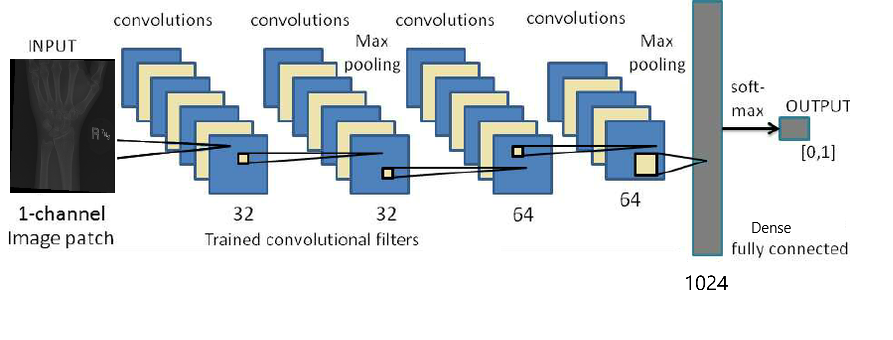 convolutions
convolutions
convolutions
convolutions
INPUT
Max
pooling
Max
pooling
soft-
max
OUTPUT
[0,1]
R
1-channel
Image patch
32
32
64
64
Trained convolutional filters
Dense
fully connected
1024